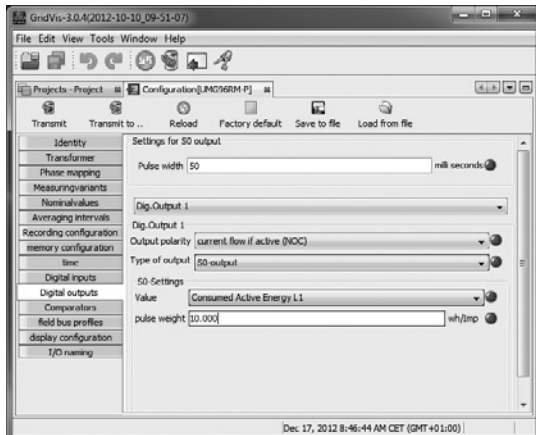 GridVis-3.0.4(2012-10-10_09-51-07)
File Edit View Tools Window Help
Projects - Project
Configuration[UMG96RM-P]
Transmit
Transmit to ..
Reload
Factory default
Save to file
Load from file
Identity
Transformer
Phase mapping
Measuringvariants
Nominalvalues
Averaging intervals
Recording configuration
memory configuration
time
Digital inputs
Digital outputs
Comparators
field bus profiles
display configuration
I/O naming
Settings for S0 output
Pulse width 50 milli seconds
Dig.Output 1
Dig.Output 1
Output polarity current flow if active (NOC)
Type of output S0-output
S0-Settings
Value Consumed Active Energy L1
pulse weight 10.000 wh/Imp
Dec 17, 2012 8:46:44 AM CET (GMT+01:00)